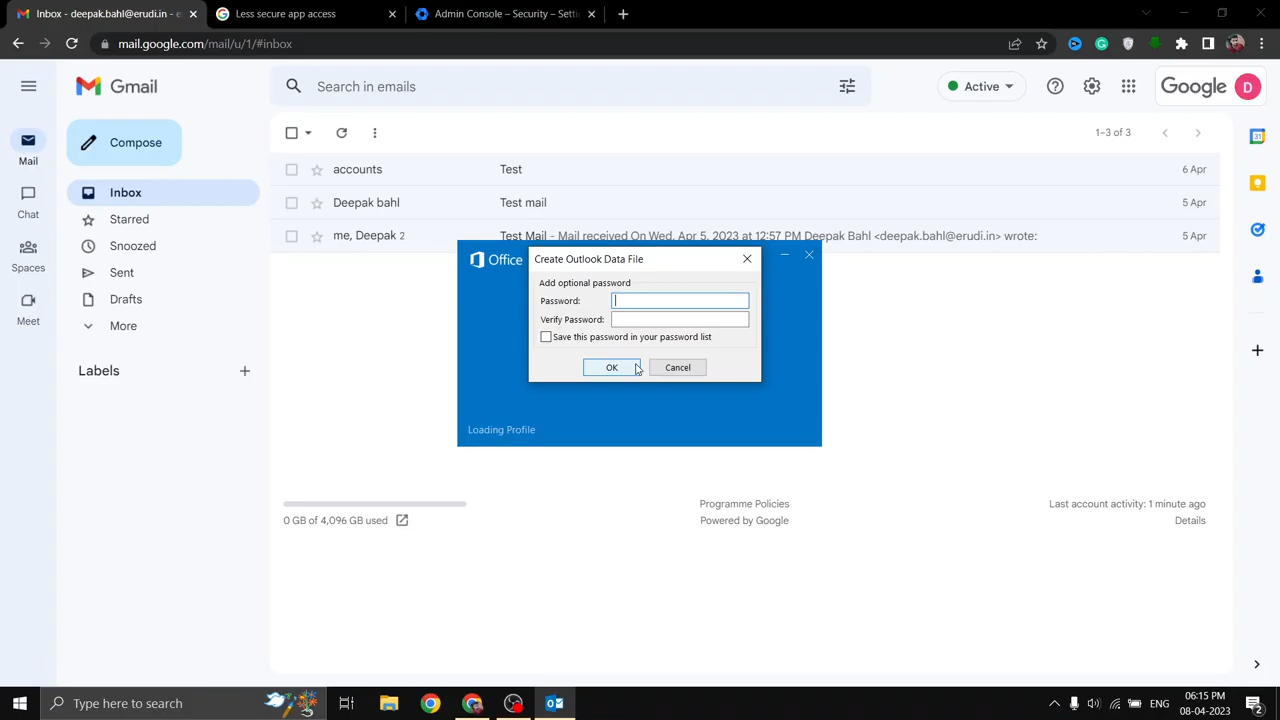 Inbox - deepak.bahl@erudi.in - e
Less secure app access
Admin Console – Security – Setti
mail.google.com/mail/u/1/#inbox
Gmail
Search in emails
Active
Google
D
Mail
Chat
Spaces
Meet
Compose
Inbox
Starred
Snoozed
Sent
Drafts
More
Labels
1–3 of 3
accounts Test 6 Apr
Deepak bahl Test mail 5 Apr
me, Deepak 2 Test Mail - Mail received On Wed, Apr 5, 2023 at 12:57 PM Deepak Bahl <deepak.bahl@erudi.in> wrote: 5 Apr
31
Office
Create Outlook Data File
Add optional password
Password:
Verify Password:
Save this password in your password list
OK
Cancel
Loading Profile
0 GB of 4,096 GB used
Programme Policies
Powered by Google
Last account activity: 1 minute ago
Details
Type here to search
ENG
06:15 PM
08-04-2023
2